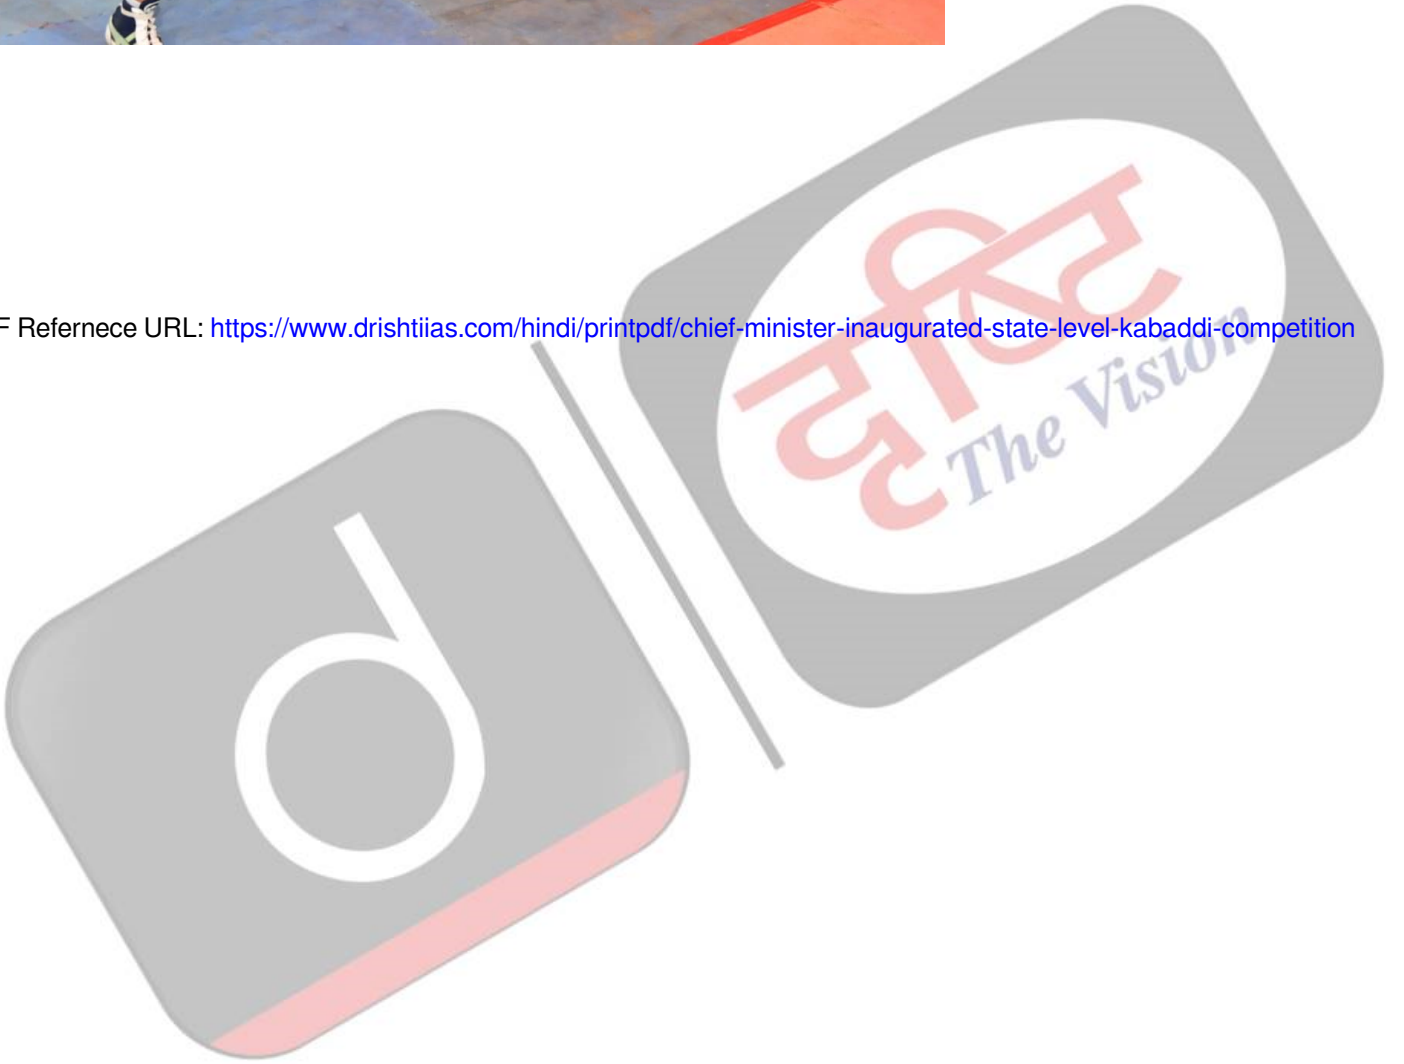 F Refernece URL: https://www.drishtiias.com/hindi/printpdf/chief-minister-inaugurated-state-level-kabaddi-competition
दृष्टि
The Vision
d